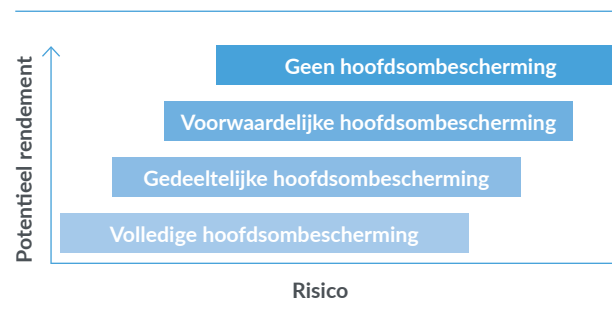 Potentieel rendement
Geen hoofdsombescherming
Voorwaardelijke hoofdsombescherming
Gedeeltelijke hoofdsombescherming
Volledige hoofdsombescherming
Risico